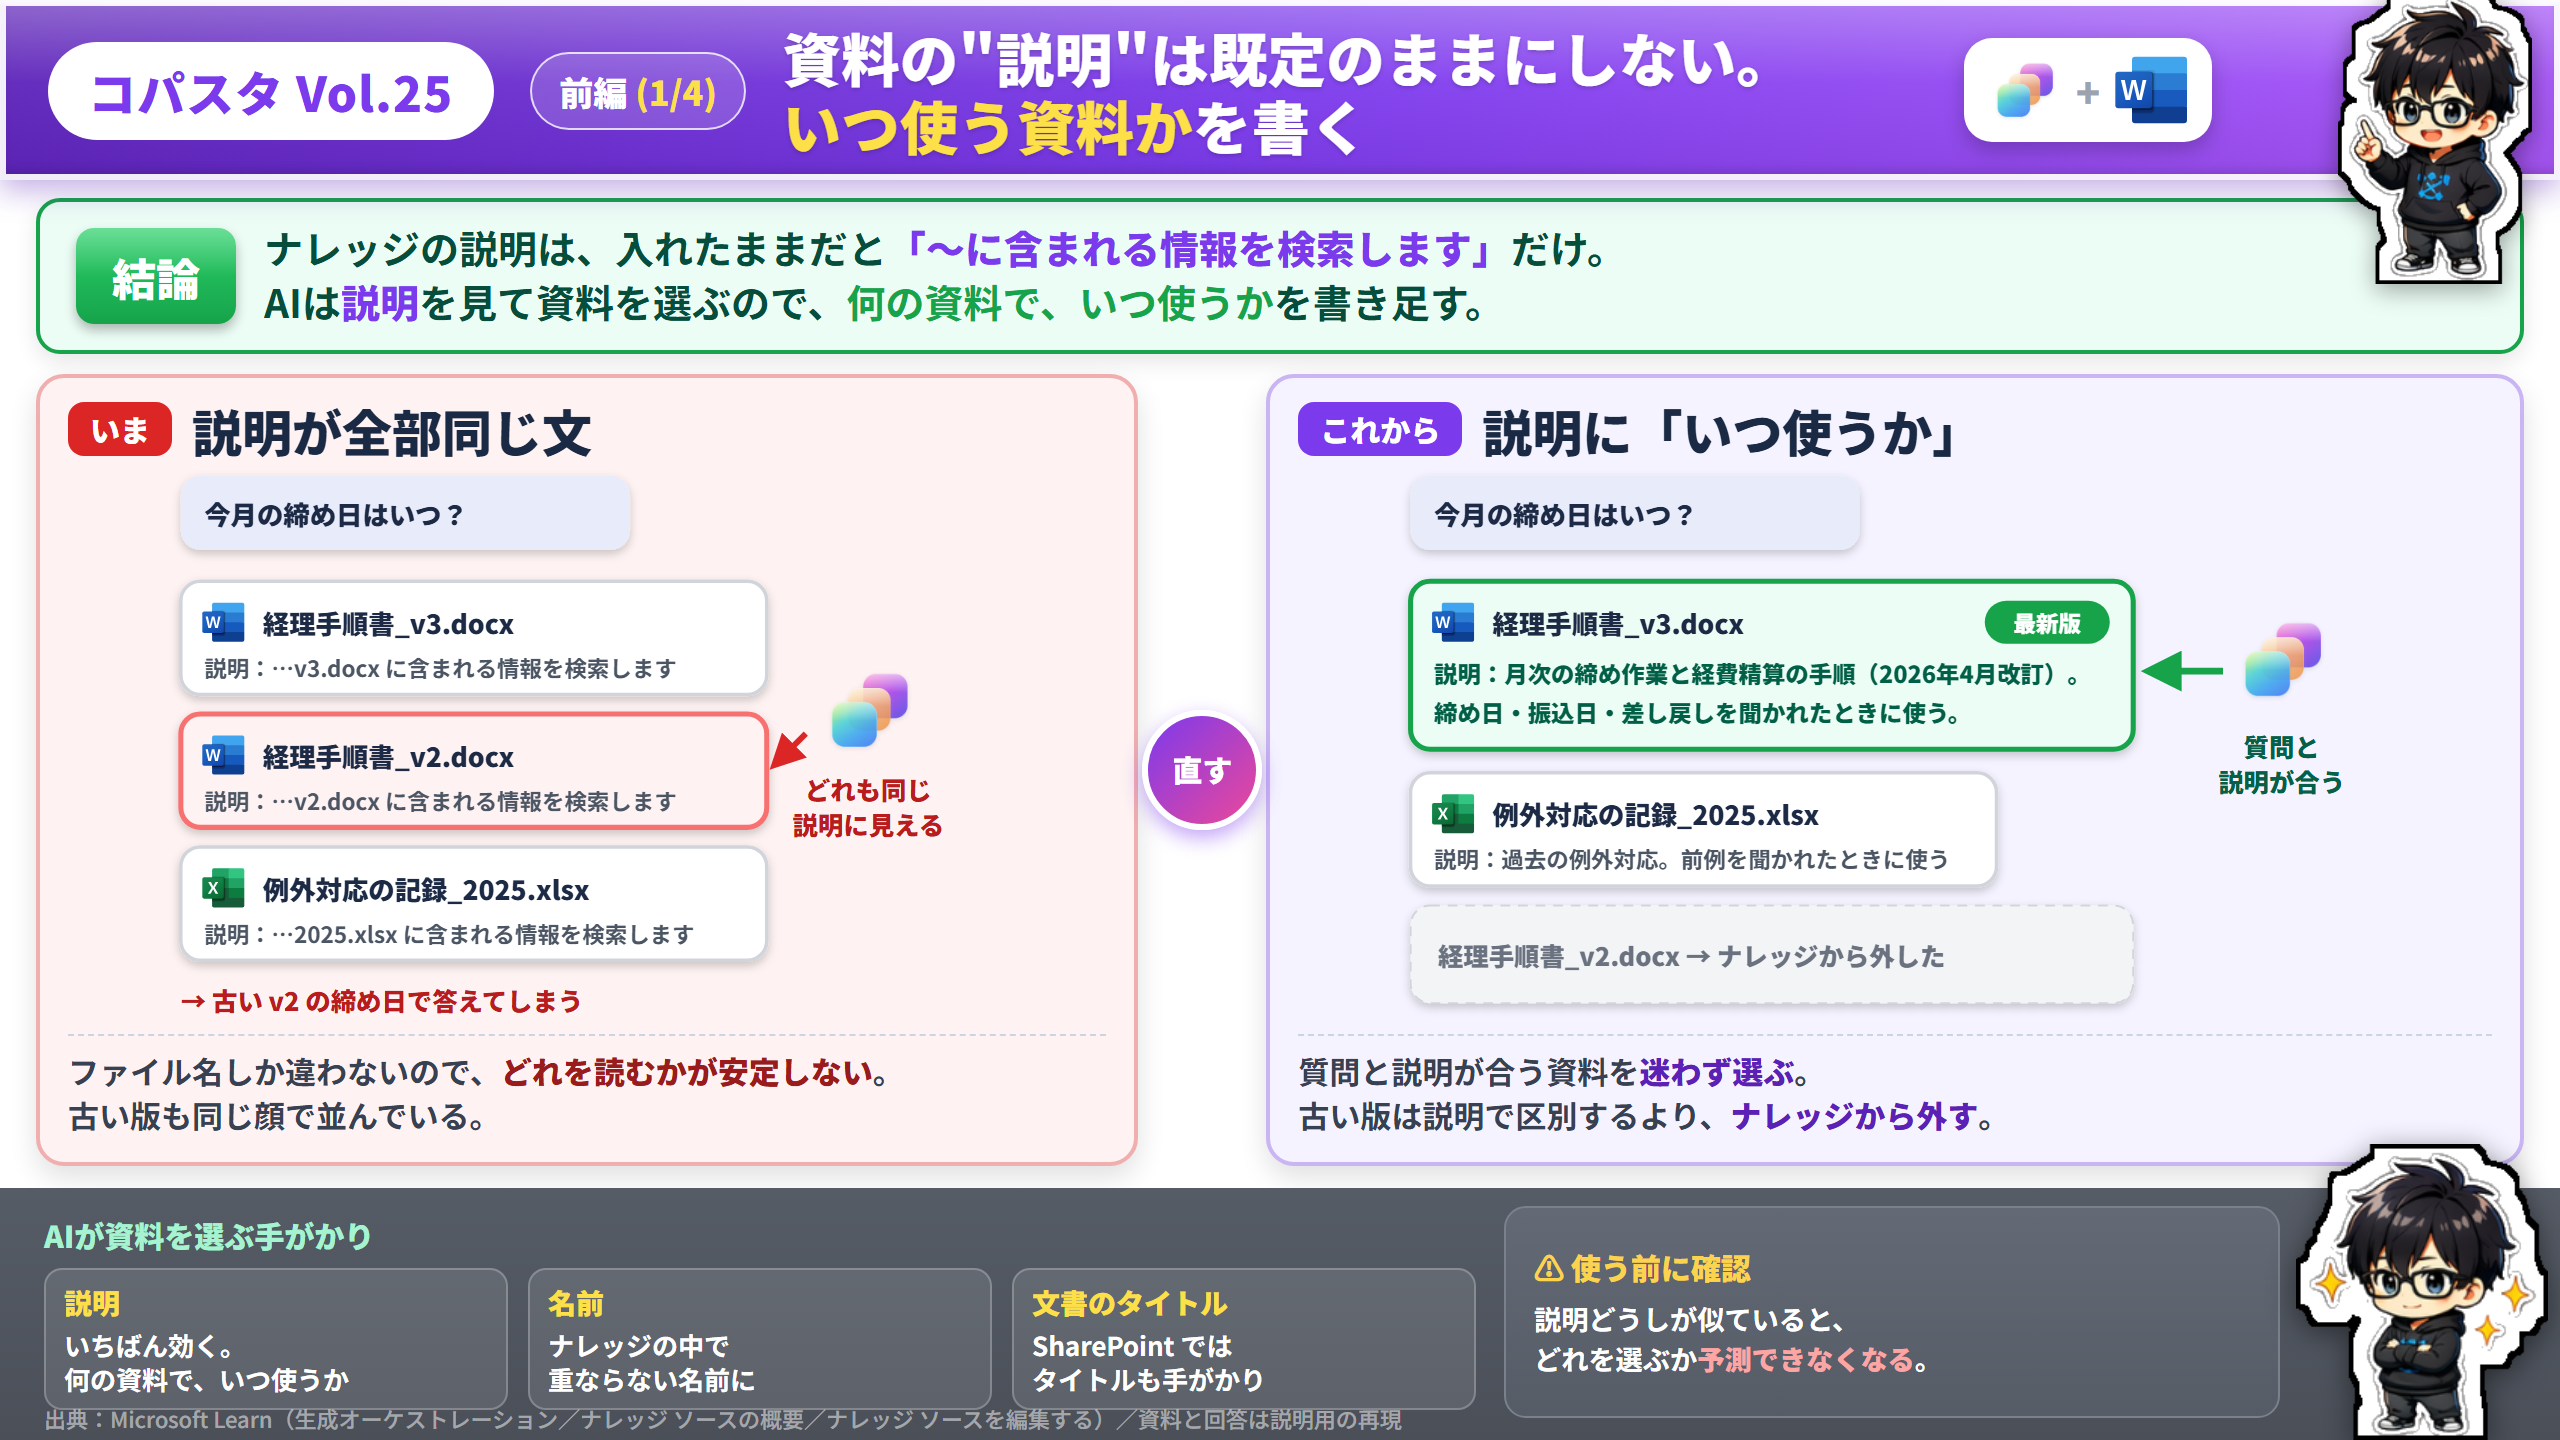 コパスタ Vol.25
前編 (1/4)
資料の"説明"は既定のままにしない。
いつ使う資料かを書く
+
W
結論
ナレッジの説明は、入れたままだと「〜に含まれる情報を検索します」だけ。
AIは説明を見て資料を選ぶので、何の資料で、いつ使うかを書き足す。
いま 説明が全部同じ文
今月の締め日はいつ？
W 経理手順書_v3.docx
説明：…v3.docx に含まれる情報を検索します
W 経理手順書_v2.docx
説明：…v2.docx に含まれる情報を検索します
どれも同じ
説明に見える
X 例外対応の記録_2025.xlsx
説明：…2025.xlsx に含まれる情報を検索します
→ 古い v2 の締め日で答えてしまう
ファイル名しか違わないので、どれを読むかが安定しない。
古い版も同じ顔で並んでいる。
直す
これから 説明に「いつ使うか」
今月の締め日はいつ？
W 経理手順書_v3.docx 最新版
説明：月次の締め作業と経費精算の手順（2026年4月改訂）。
締め日・振込日・差し戻しを聞かれたときに使う。
質問と
説明が合う
X 例外対応の記録_2025.xlsx
説明：過去の例外対応。前例を聞かれたときに使う
経理手順書_v2.docx → ナレッジから外した
質問と説明が合う資料を迷わず選ぶ。
古い版は説明で区別するより、ナレッジから外す。
AIが資料を選ぶ手がかり
説明
いちばん効く。
何の資料で、いつ使うか
名前
ナレッジの中で
重ならない名前に
文書のタイトル
SharePoint では
タイトルも手がかり
⚠ 使う前に確認
説明どうしが似ていると、
どれを選ぶか予測できなくなる。
出典：Microsoft Learn（生成オーケストレーション／ナレッジ ソースの概要／ナレッジ ソースを編集する）／資料と回答は説明用の再現